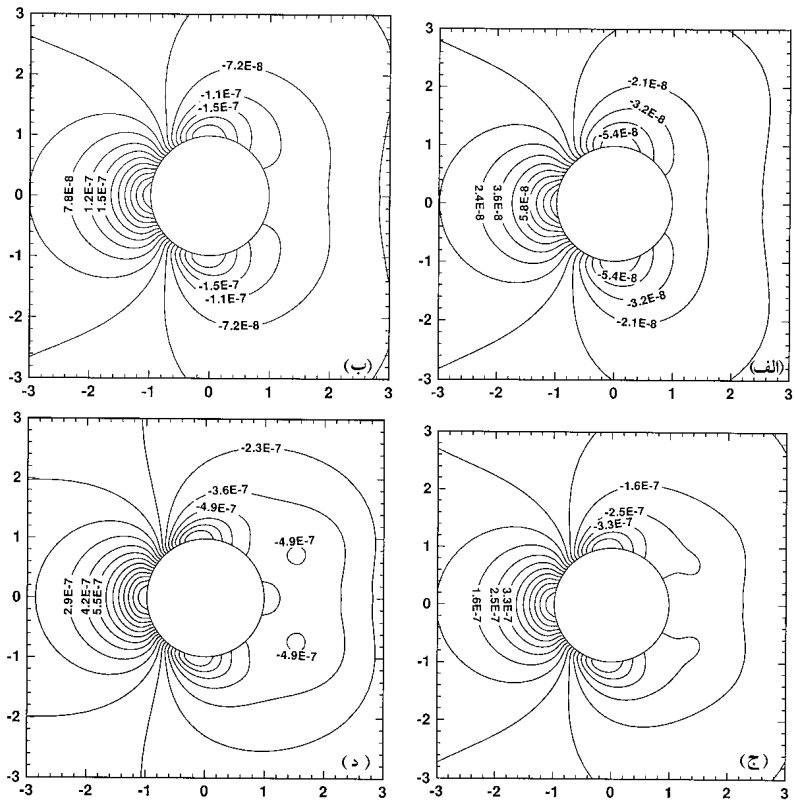 3
2
1
0
-1
-2
-3
-2.1E-8
-3.2E-8
-5.4E-8
2.4E-8
3.6E-8
5.8E-8
-5.4E-8
-3.2E-8
-2.1E-8
(الف)
-3 -2 -1 0 1 2 3
3
2
1
0
-1
-2
-3
-7.2E-8
-1.1E-7
-1.5E-7
7.8E-8
1.2E-7
1.5E-7
-1.5E-7
-1.1E-7
-7.2E-8
(ب)
-3 -2 -1 0 1 2 3
3
2
1
0
-1
-2
-3
-1.6E-7
-2.5E-7
-3.3E-7
1.6E-7
2.5E-7
3.3E-7
(ج)
-3 -2 -1 0 1 2 3
3
2
1
0
-1
-2
-3
-2.3E-7
-3.6E-7
-4.9E-7
-4.9E-7
2.9E-7
4.2E-7
5.5E-7
-4.9E-7
(د)
-3 -2 -1 0 1 2 3